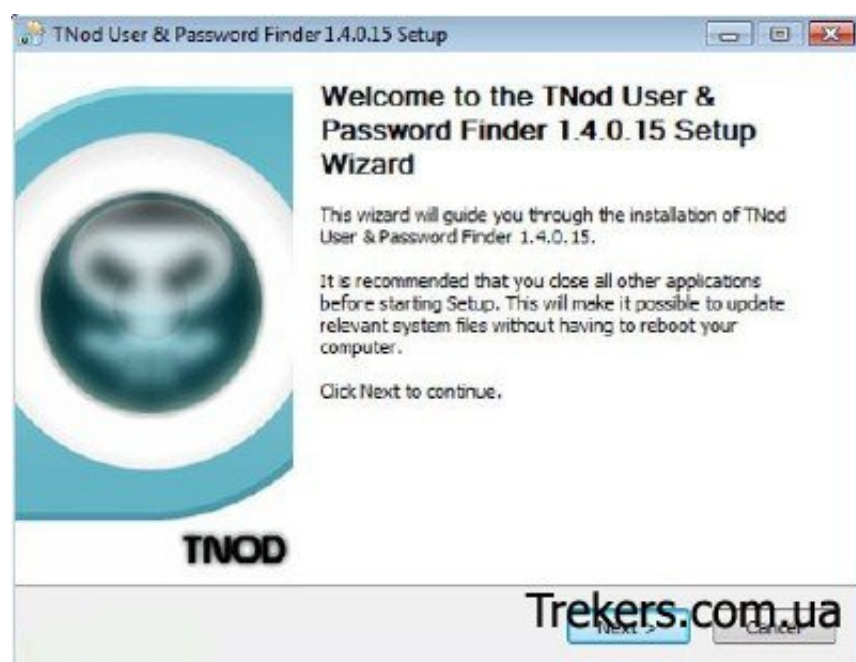 TNod User & Password Finder 1.4.0.15 Setup
Welcome to the TNod User &
Password Finder 1.4.0.15 Setup
Wizard
This wizard will guide you through the installation of TNod
User & Password Finder 1.4.0.15.
It is recommended that you close all other applications
before starting Setup. This will make it possible to update
relevant system files without having to reboot your
computer.
Click Next to continue.
TNOD
Trekers.com.ua
Next >
Cancel